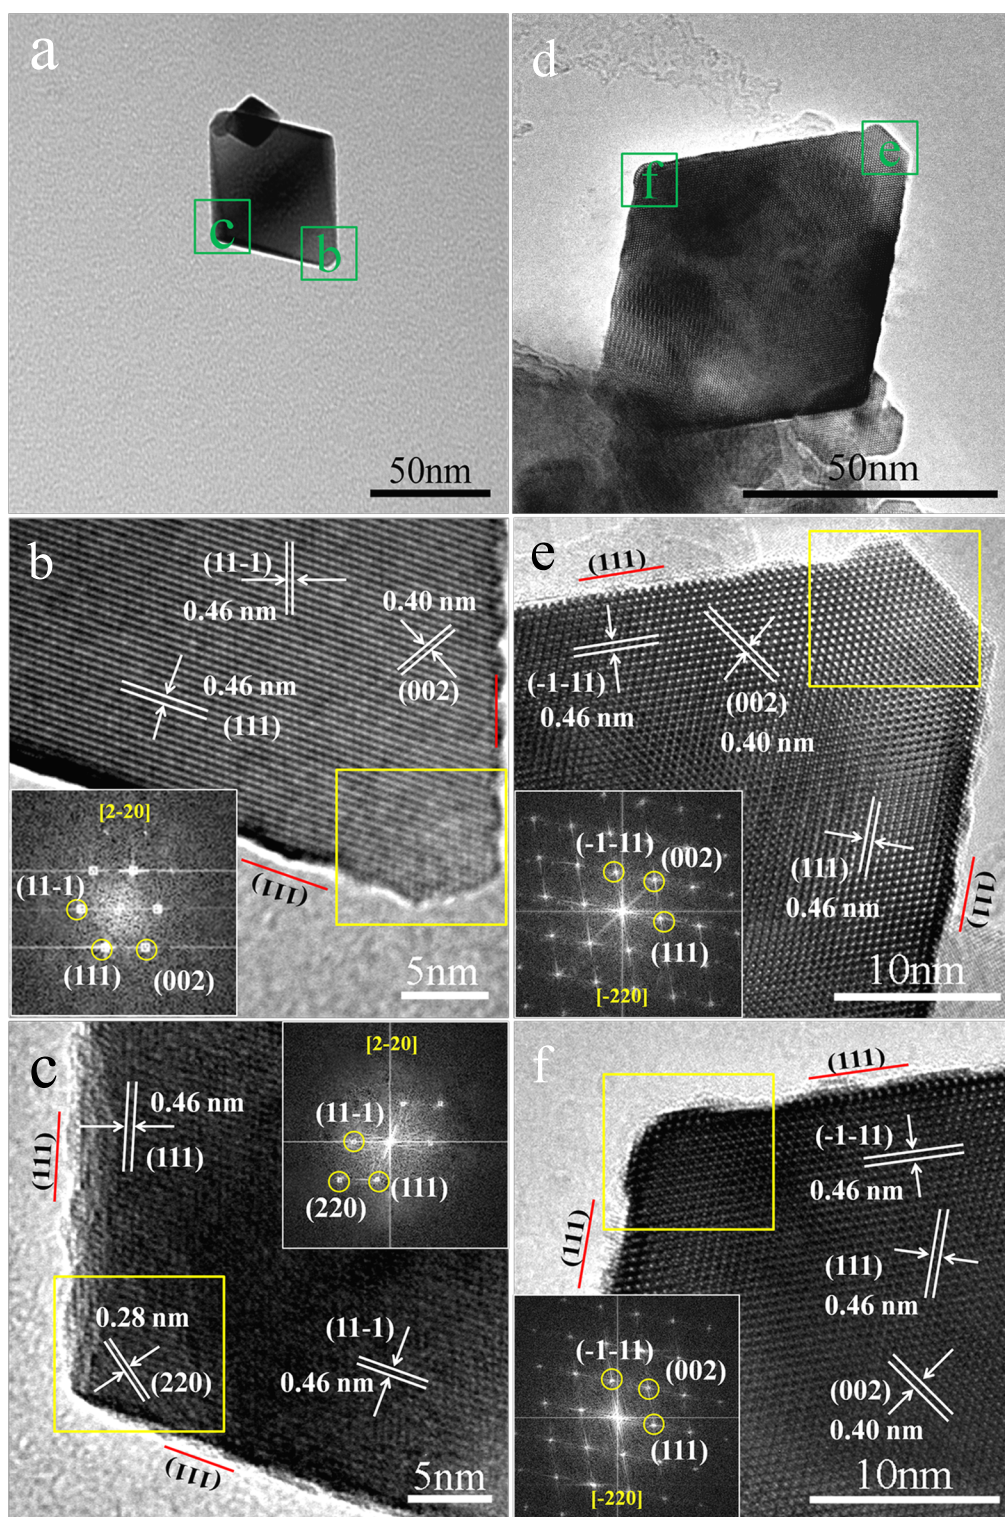 a
c
b
50nm
d
f
e
50nm
b
(11-1)
0.46 nm
0.40 nm
(002)
0.46 nm
(111)
[2-20]
(11-1)
(111)
(002)
(111)
5nm
e
(111)
(-1-11)
0.46 nm
(002)
0.40 nm
(111)
0.46 nm
(111)
(-1-11)
(002)
(111)
[-220]
10nm
c
0.46 nm
(111)
(111)
[2-20]
(11-1)
(220)
(111)
0.28 nm
(220)
(11-1)
0.46 nm
(111)
5nm
f
(111)
(-1-11)
0.46 nm
(111)
(111)
0.46 nm
(-1-11)
(002)
(111)
[-220]
(002)
0.40 nm
10nm